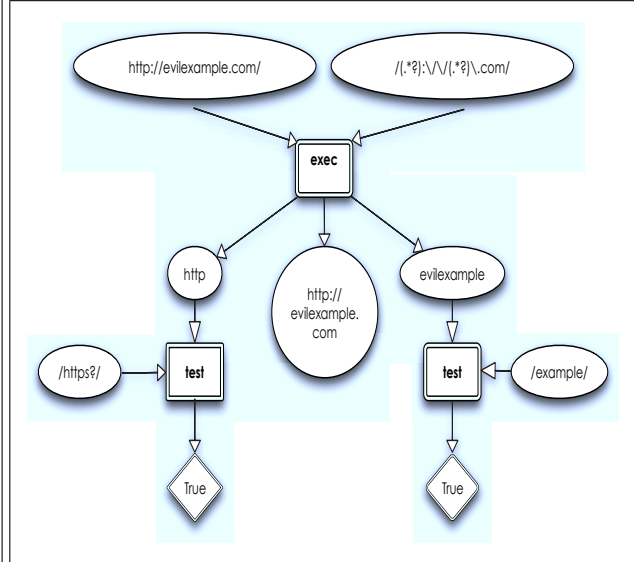 http://evilexample.com/
/(.*?):\/\/(.*?)\.com/
exec
http
http://
evilexample.
com
evilexample
/https?/
test
test
/example/
True
True